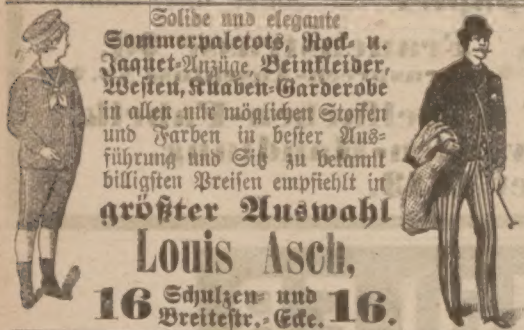 Solide und elegante
Sommerpaletots, Rock- u.
Jaquet-Anzüge, Beinkleider,
Westen, Knaben-Garderobe
in allen nur möglichen Stoffen
und Farben in bester Aus-
führung und Sitz zu bekannt
billigsten Preisen empfiehlt in
größter Auswahl
Louis Asch,
16 Schulzen- und 16.
Breitestr.-Ecke.